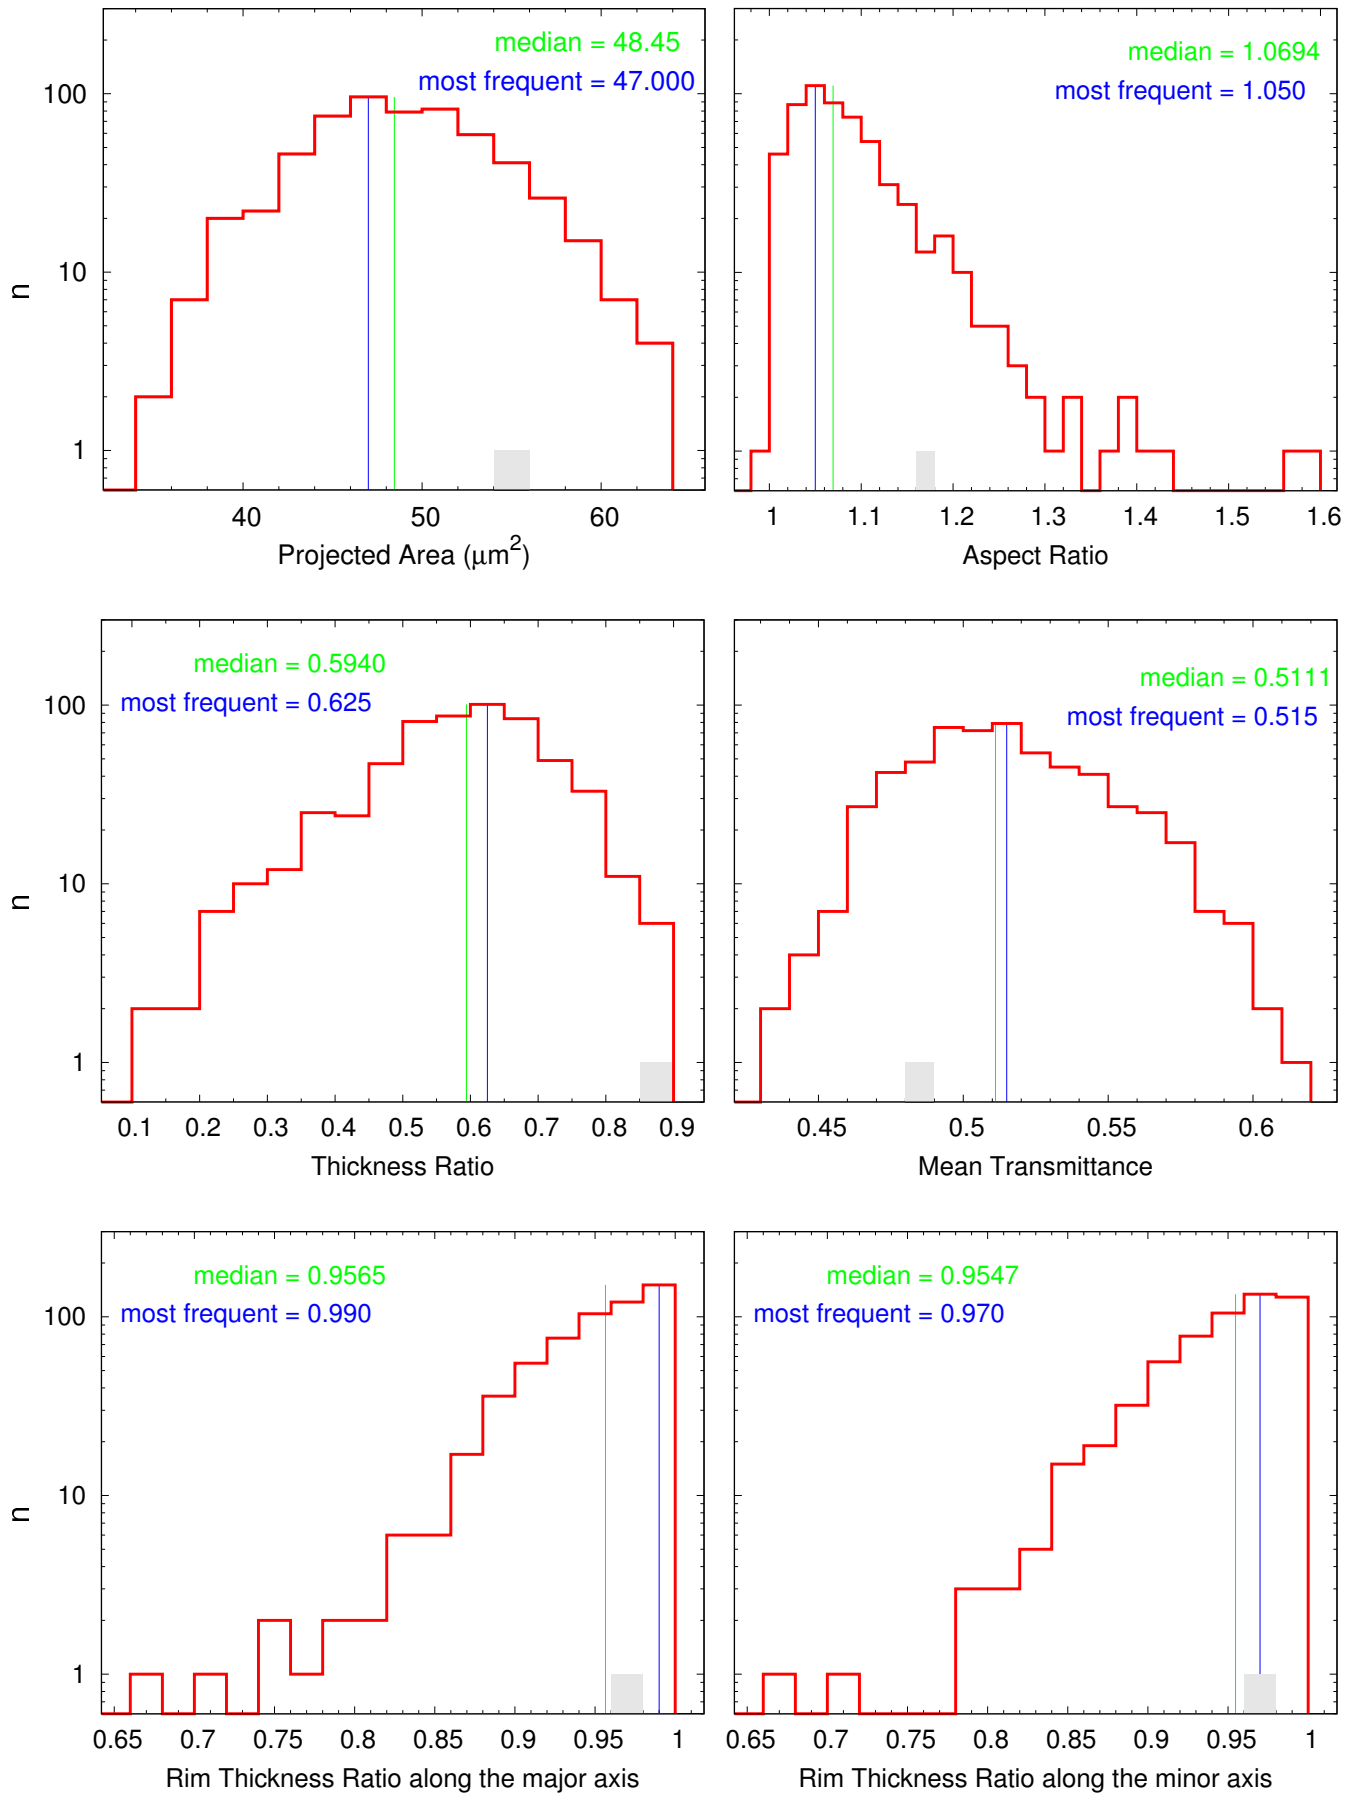 median = 48.45
most frequent = 47.000
100
10
1
n
40 50 60
Projected Area (μm²)
median = 1.0694
most frequent = 1.050
1 1.1 1.2 1.3 1.4 1.5 1.6
Aspect Ratio
median = 0.5940
most frequent = 0.625
100
10
1
n
0.1 0.2 0.3 0.4 0.5 0.6 0.7 0.8 0.9
Thickness Ratio
median = 0.5111
most frequent = 0.515
0.45 0.5 0.55 0.6
Mean Transmittance
median = 0.9565
most frequent = 0.990
100
10
1
n
0.65 0.7 0.75 0.8 0.85 0.9 0.95 1
Rim Thickness Ratio along the major axis
median = 0.9547
most frequent = 0.970
0.65 0.7 0.75 0.8 0.85 0.9 0.95 1
Rim Thickness Ratio along the minor axis